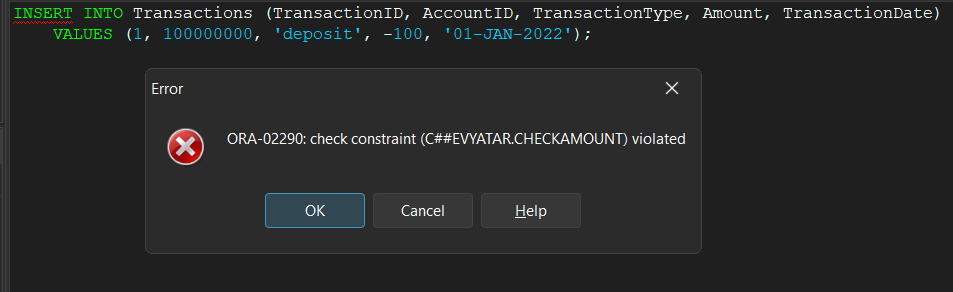 INSERT INTO Transactions (TransactionID, AccountID, TransactionType, Amount, TransactionDate)
VALUES (1, 100000000, 'deposit', -100, '01-JAN-2022');
Error
ORA-02290: check constraint (C##EVYATAR.CHECKAMOUNT) violated
OK Cancel Help